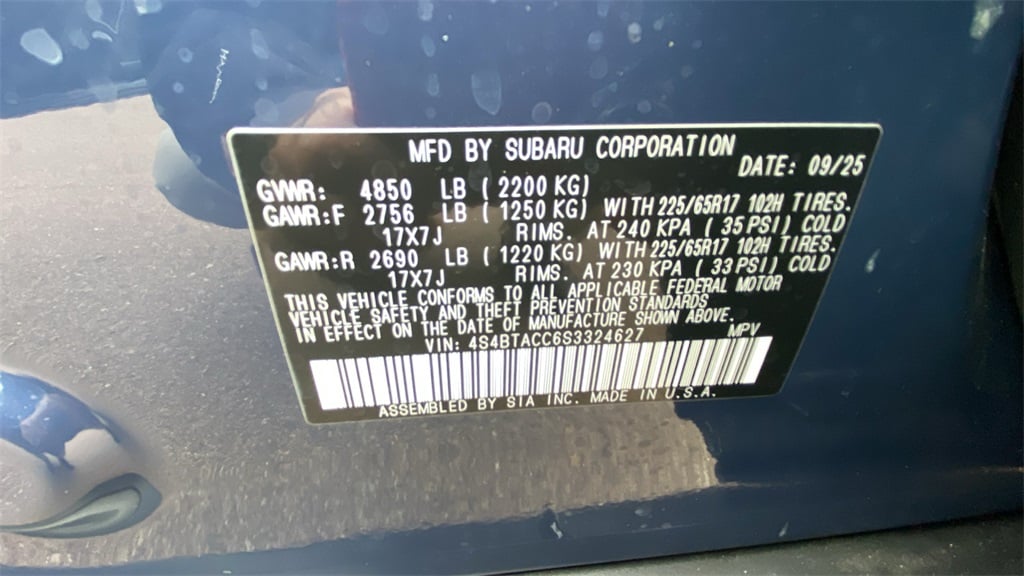 MFD BY SUBARU CORPORATION
DATE: 09/25
GVWR: 4850 LB ( 2200 KG)
GAWR:F 2756 LB ( 1250 KG) WITH 225/65R17 102H TIRES.
17X7J RIMS. AT 240 KPA ( 35 PSI) COLD
GAWR:R 2690 LB ( 1220 KG) WITH 225/65R17 102H TIRES.
17X7J RIMS. AT 230 KPA ( 33 PSI) COLD
THIS VEHICLE CONFORMS TO ALL APPLICABLE FEDERAL MOTOR
VEHICLE SAFETY AND THEFT PREVENTION STANDARDS
IN EFFECT ON THE DATE OF MANUFACTURE SHOWN ABOVE.
VIN: 4S4BTACC6S3324627 MPV
ASSEMBLED BY SIA INC. MADE IN U.S.A.